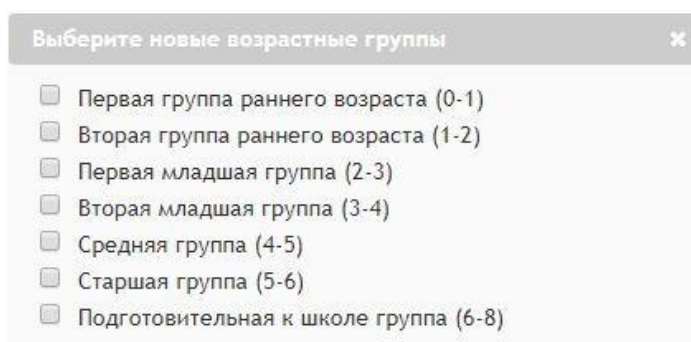 Выберите новые возрастные группы
Первая группа раннего возраста (0-1)
Вторая группа раннего возраста (1-2)
Первая младшая группа (2-3)
Вторая младшая группа (3-4)
Средняя группа (4-5)
Старшая группа (5-6)
Подготовительная к школе группа (6-8)